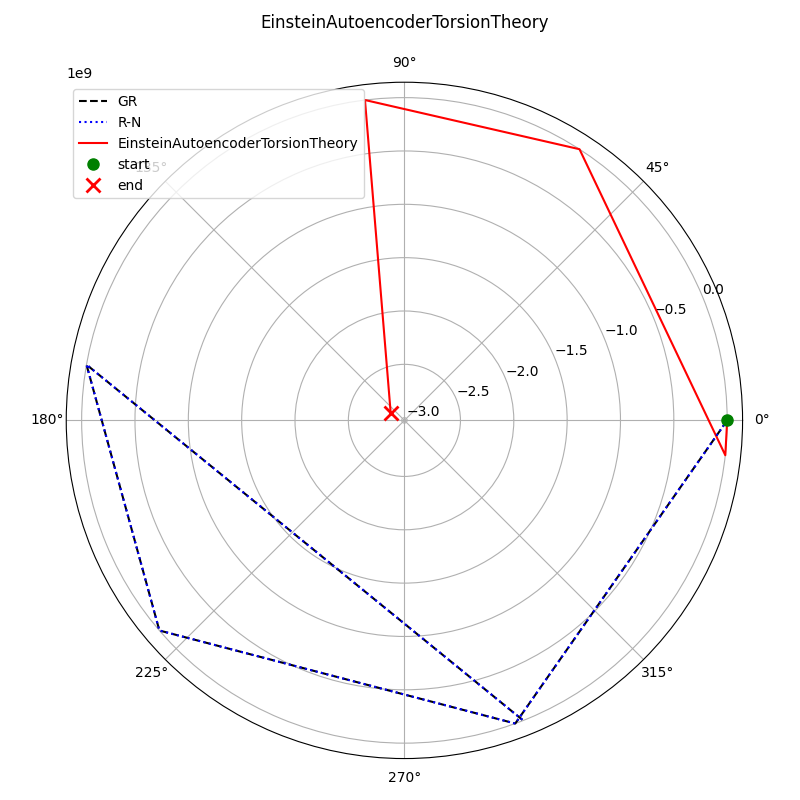 EinsteinAutoencoderTorsionTheory
90°
1e9
GR
R-N
EinsteinAutoencoderTorsionTheory
start
end
135°
45°
0.0
−0.5
−1.0
−1.5
−2.0
−2.5
−3.0
180°
0°
225°
315°
270°